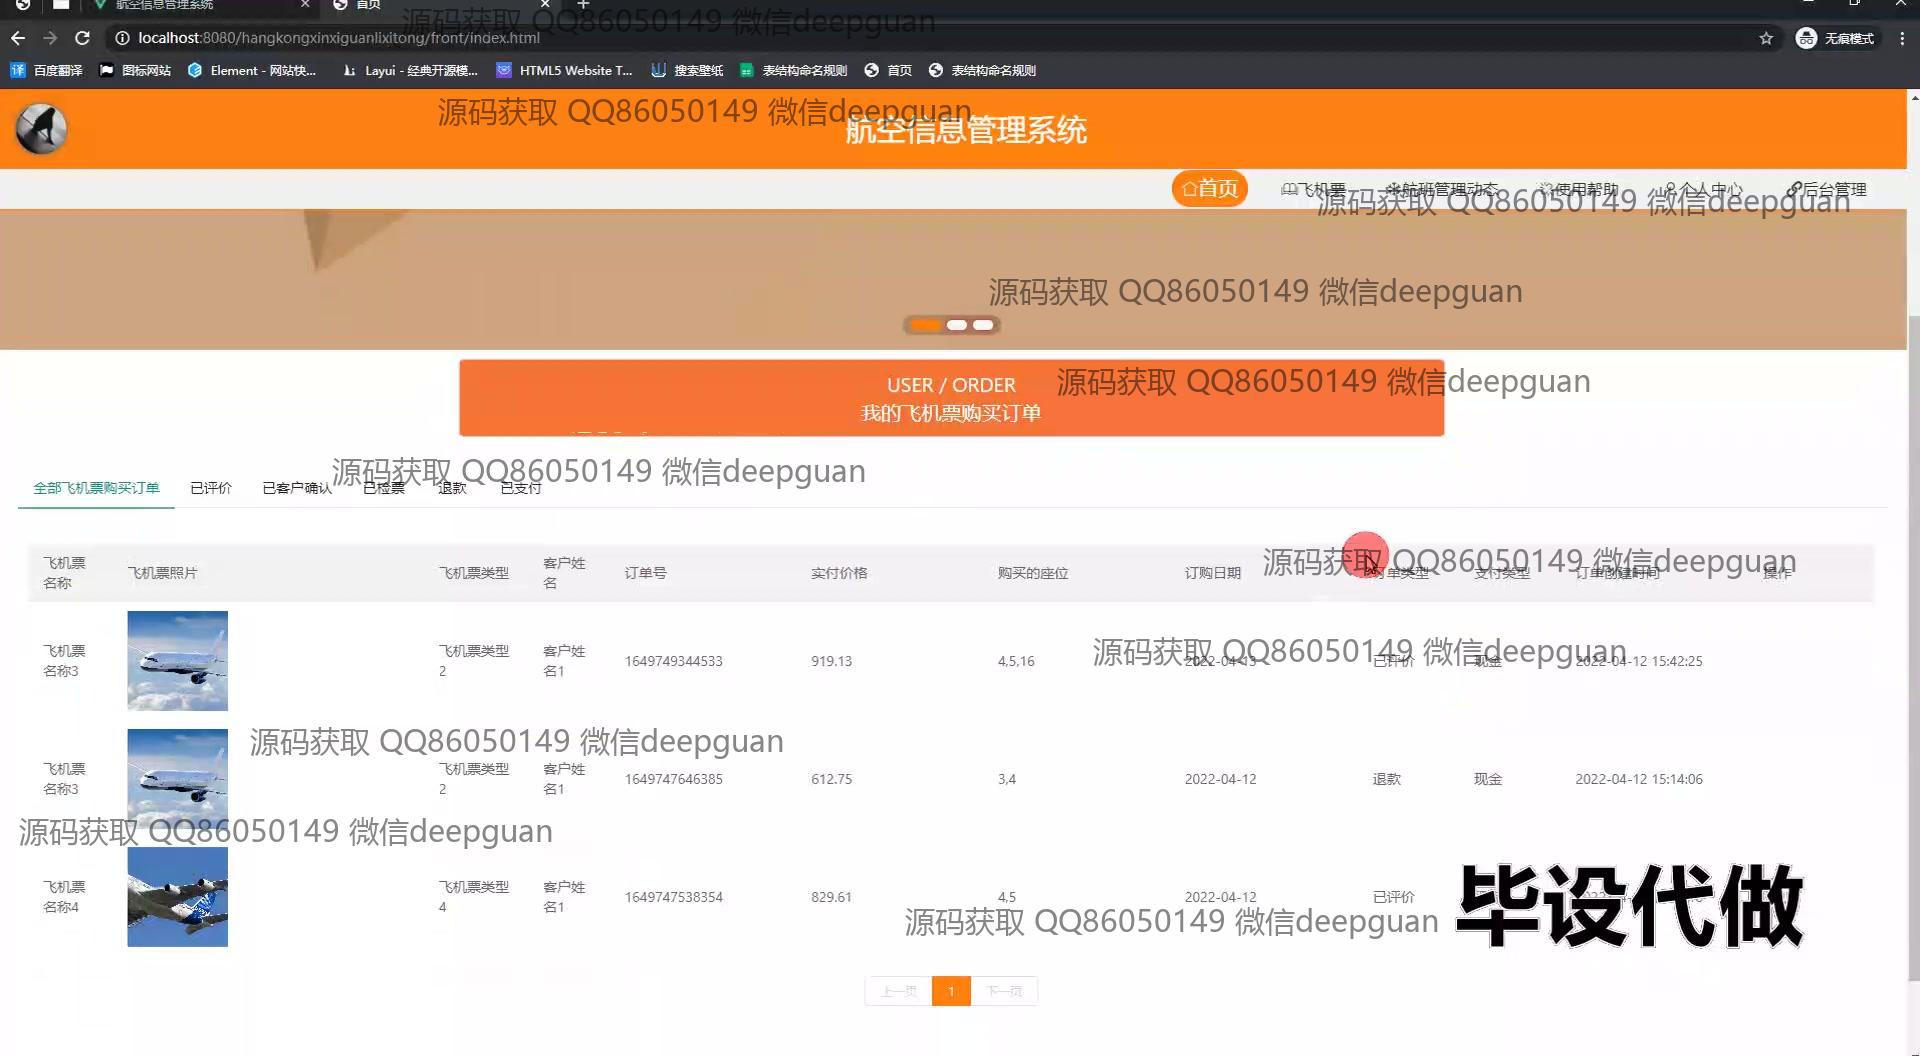 航空信息管理系统
首页
源码获取 QQ86050149 微信deepguan
localhost:8080/hangkongxinxiguanlixitong/front/index.html
无痕模式
百度翻译
图标网站
Element - 网站快...
Layui - 经典开源模...
HTML5 Website T...
搜索壁纸
表结构命名规则
首页
表结构命名规则
源码获取 QQ86050149 微信deepguan
航空信息管理系统
首页
飞机票
航班管理动态
使用帮助
个人中心
后台管理
源码获取 QQ86050149 微信deepguan
源码获取 QQ86050149 微信deepguan
USER / ORDER
我的飞机票购买订单
源码获取 QQ86050149 微信deepguan
源码获取 QQ86050149 微信deepguan
全部飞机票购买订单
已评价
已客户确认
已检票
退款
已支付
源码获取 QQ86050149 微信deepguan
飞机票
名称
飞机票照片
飞机票类型
客户姓
名
订单号
实付价格
购买的座位
订购日期
订单类型
支付类型
订单创建时间
操作
源码获取 QQ86050149 微信deepguan
飞机票
名称3
飞机票类型
2
客户姓
名1
1649749344533
919.13
4,5,16
2022-04-13
已评价
现金
2022-04-12 15:42:25
源码获取 QQ86050149 微信deepguan
飞机票
名称3
飞机票类型
2
客户姓
名1
1649747646385
612.75
3,4
2022-04-12
退款
现金
2022-04-12 15:14:06
源码获取 QQ86050149 微信deepguan
飞机票
名称4
飞机票类型
4
客户姓
名1
1649747538354
829.61
4,5
2022-04-12
已评价
源码获取 QQ86050149 微信deepguan
毕设代做
上一页
1
下一页